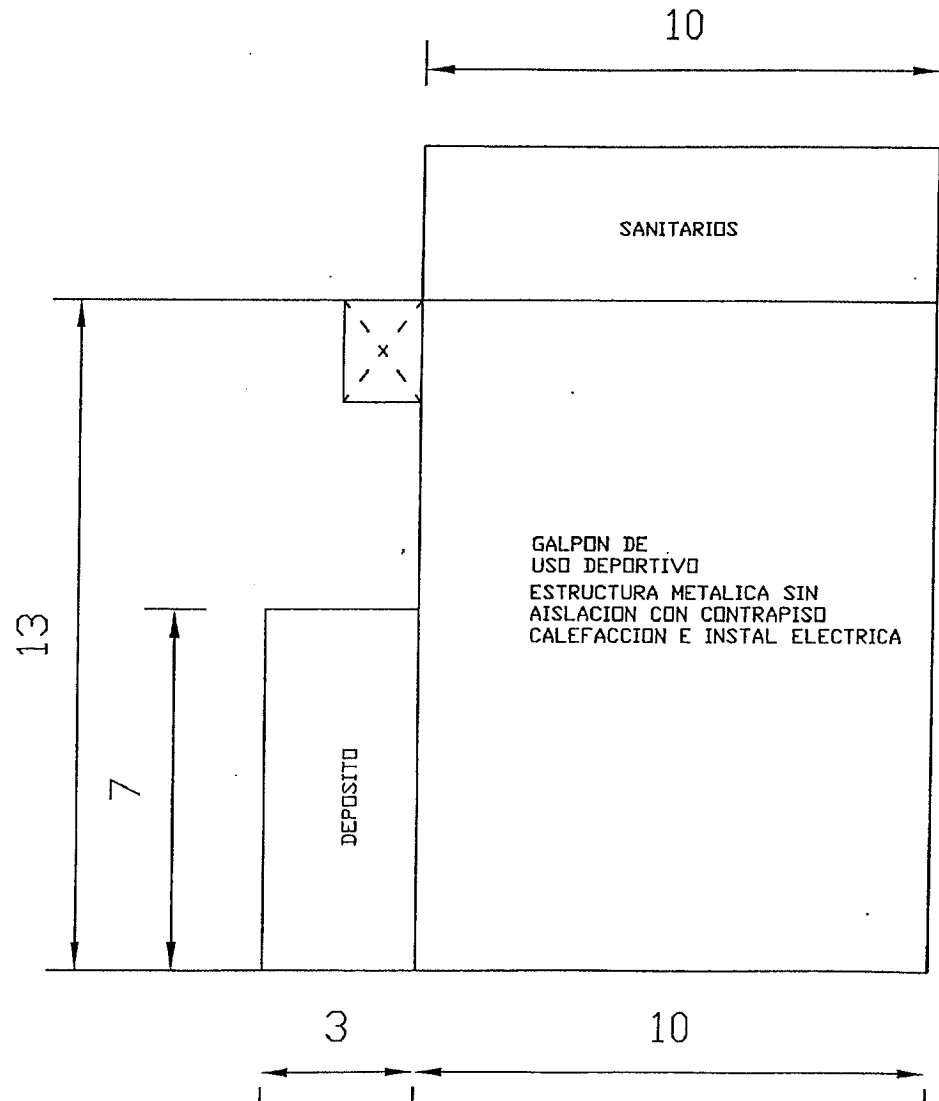 10
SANITARIOS
x
GALPON DE
USO DEPORTIVO
ESTRUCTURA METALICA SIN
AISLACION CON CONTRAPISO
CALEFACCION E INSTAL ELECTRICA
13
7
DEPOSITO
3
10